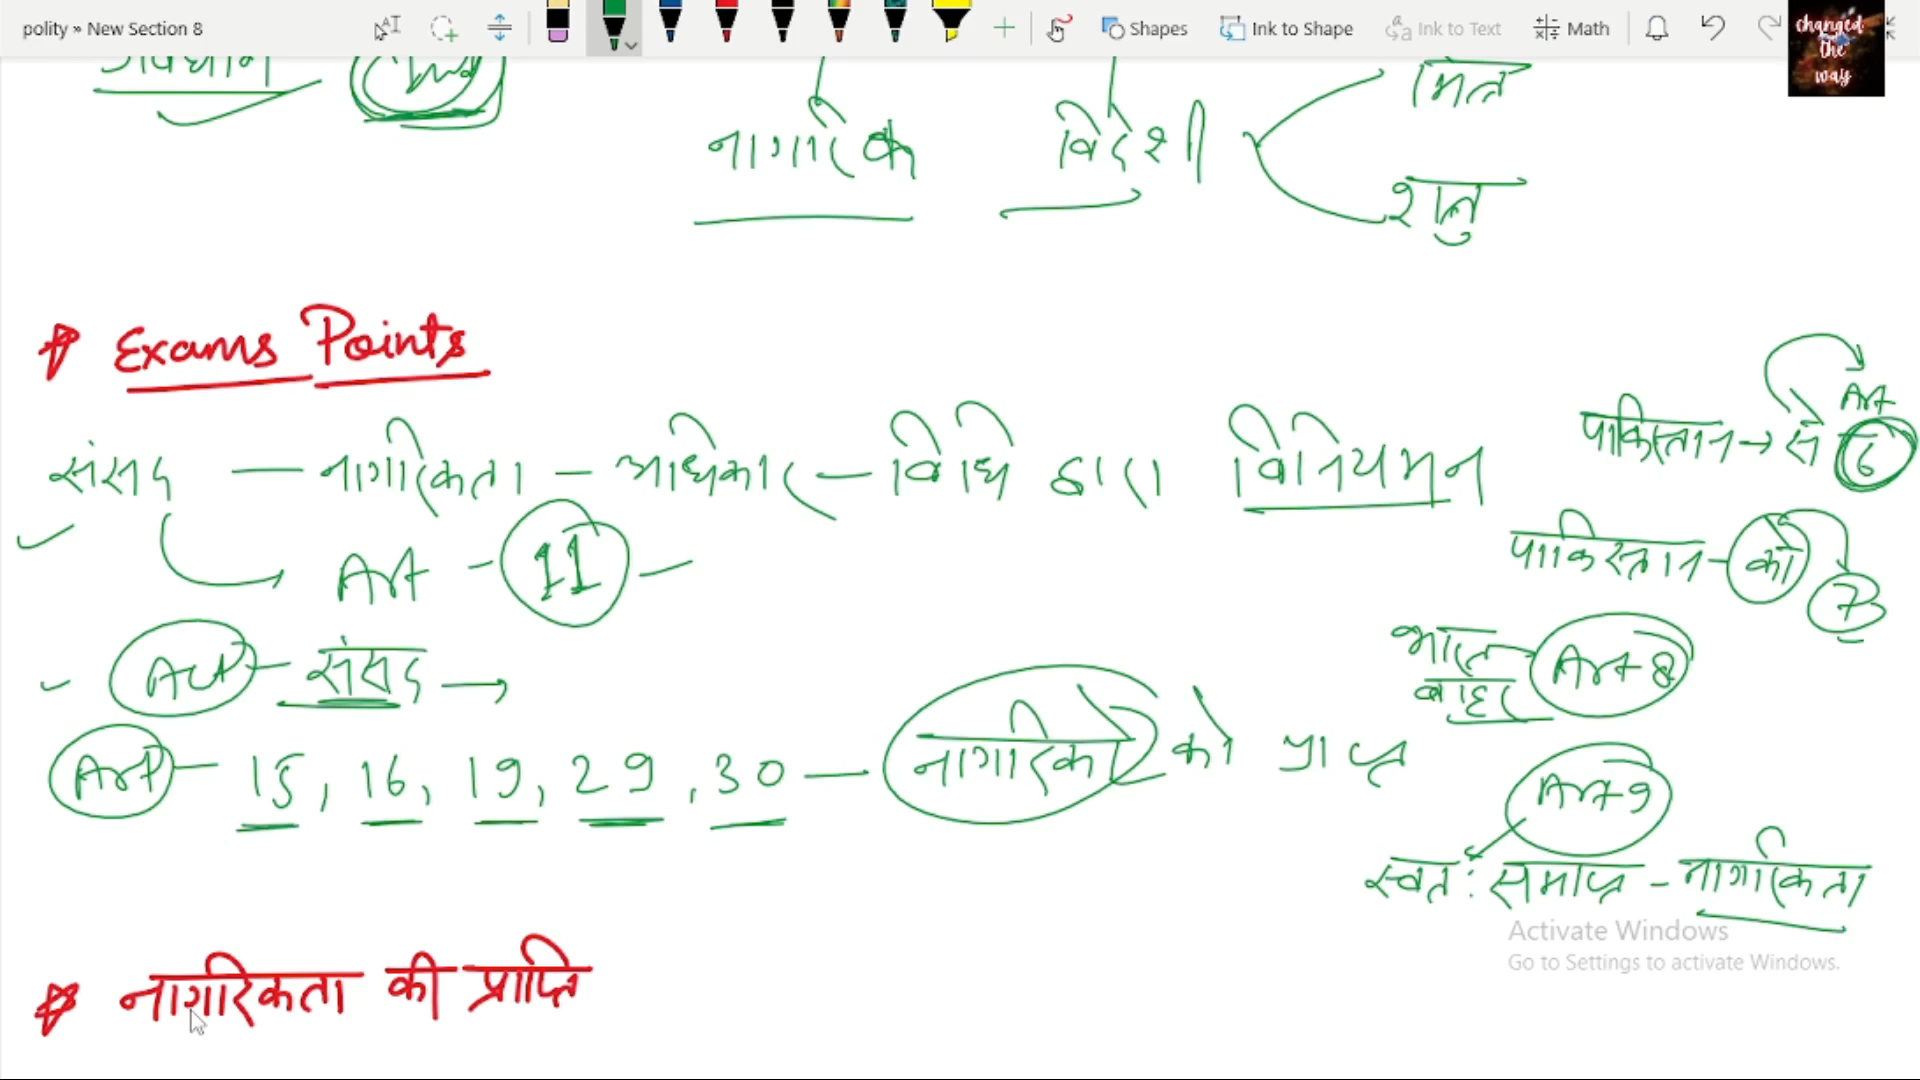 polity » New Section 8
Shapes Ink to Shape Ink to Text Math
changed
the
way
मित्र
नागरिक विदेशी
शत्रु
Exams Points
Art
पाकिस्तान → से 6
संसद — नागरिकता — अधिकार — विधि द्वारा विनियमन
पाकिस्तान - को 7
Art - 11 -
भारत Art 8
बाहर
Act - संसद →
Art - 15, 16, 19, 29, 30 — नागरिकों को प्राप्त
Art 9
स्वतः समाप्त - नागरिकता
Activate Windows
Go to Settings to activate Windows.
नागरिकता की प्राप्ति